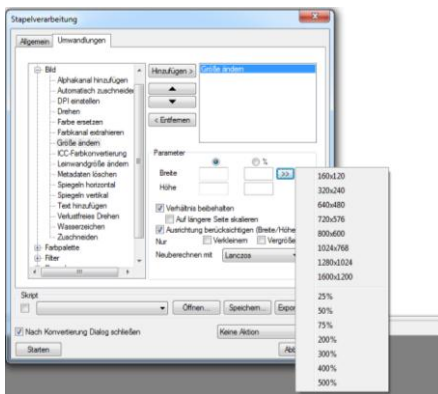 Stapelverarbeitung
Allgemein Umwandlungen
Bild
Alphakanal hinzufügen
Automatisch zuschneiden
DPI einstellen
Drehen
Farbe ersetzen
Farbkanal extrahieren
Größe ändern
ICC-Farbkonvertierung
Leinwandgröße ändern
Metadaten löschen
Spiegeln horizontal
Spiegeln vertikal
Text hinzufügen
Verlustfreies Drehen
Wasserzeichen
Zuschneiden
Farbpalette
Filter
Hinzufügen >
< Entfernen
Größe ändern
Parameter
%
Breite
>>
Höhe
Verhältnis beibehalten
Auf längere Seite skalieren
Ausrichtung berücksichtigen (Breite/Höhe
Nur Verkleinern Vergröße
Neuberechnen mit Lanczos
160x120
320x240
640x480
720x576
800x600
1024x768
1280x1024
1600x1200
25%
50%
75%
200%
300%
400%
500%
Skript
Öffnen... Speichern... Expor
Nach Konvertierung Dialog schließen Keine Aktion
Starten Abb